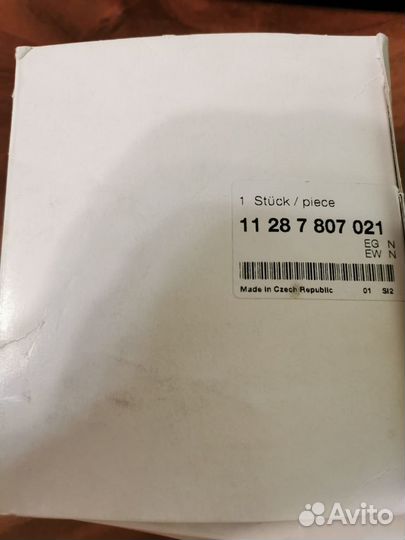 1 Stück / piece
11 28 7 807 021
EG N
EW N
Made in Czech Republic 01 SI2
Avito